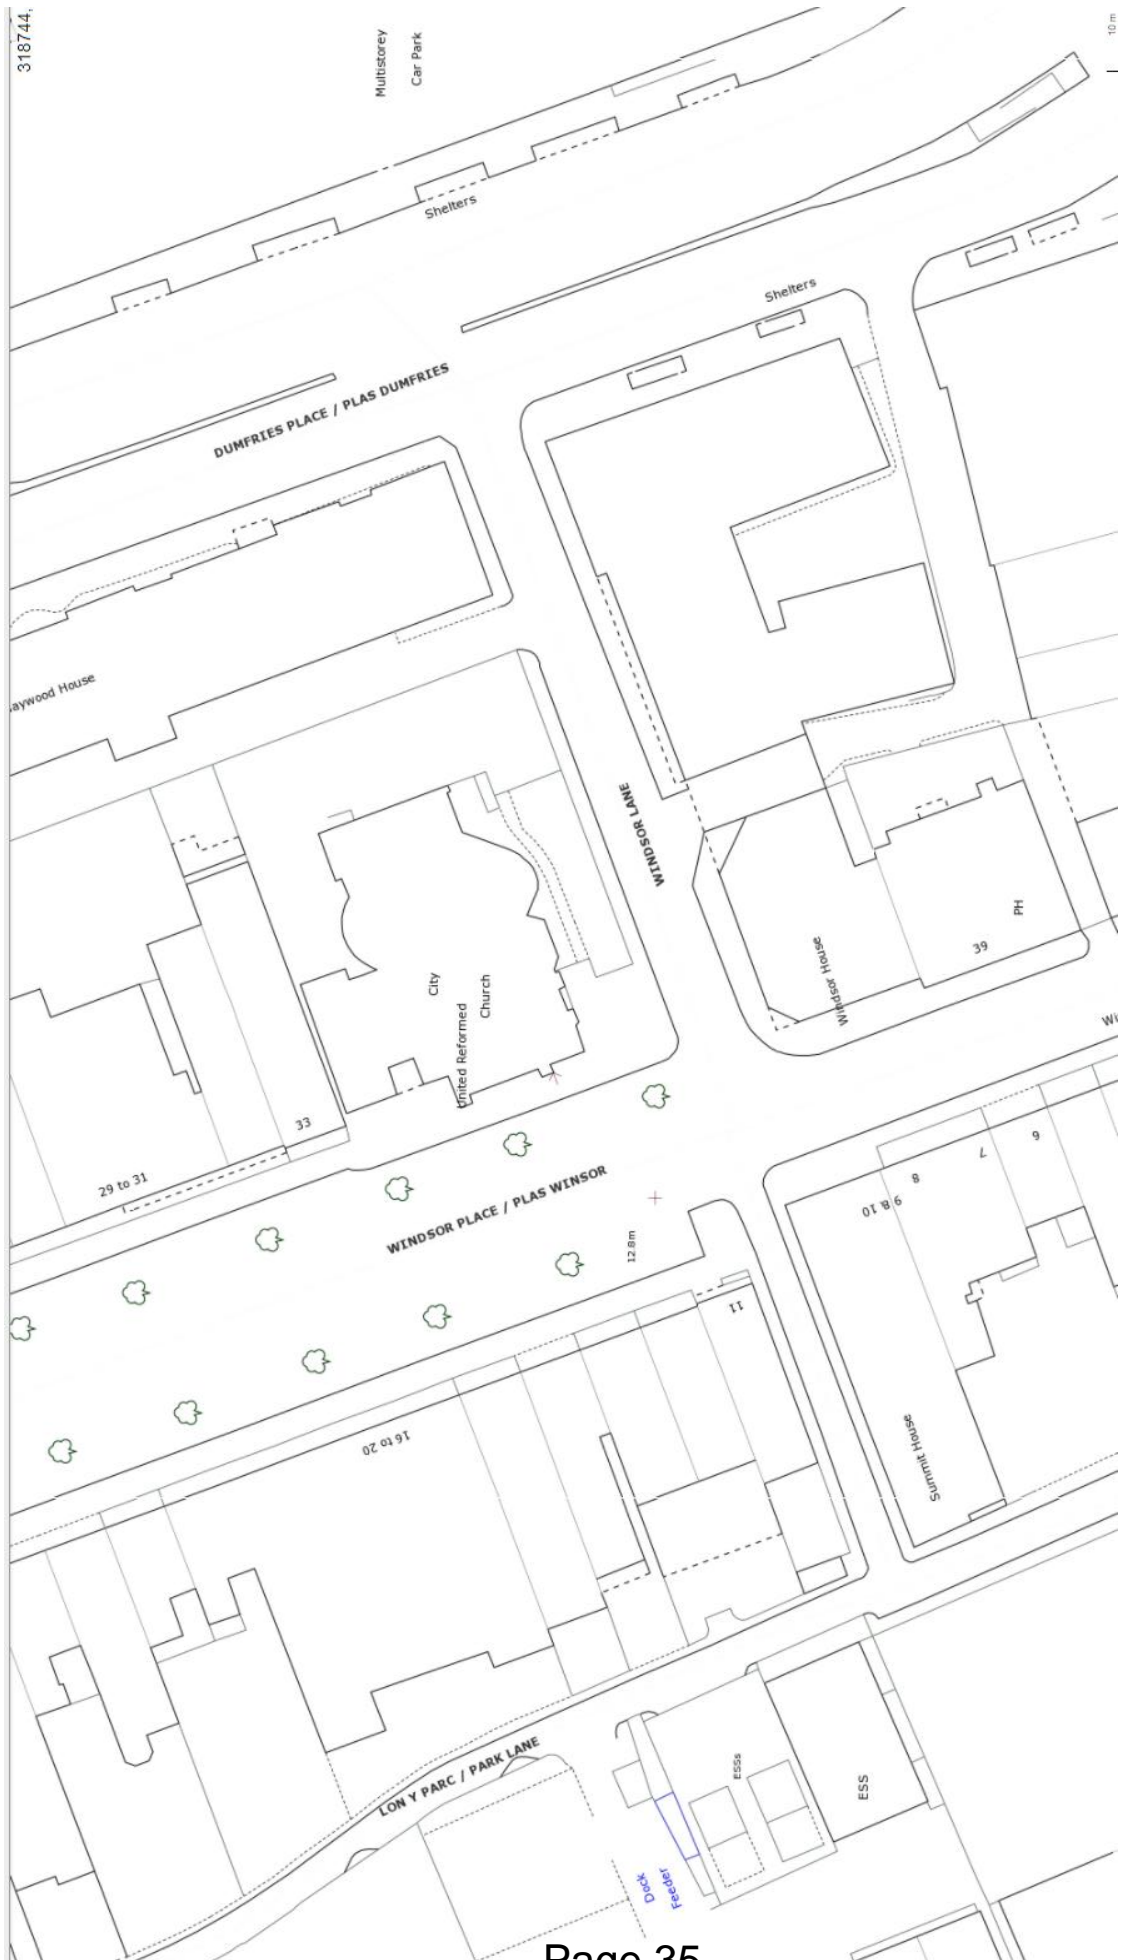 318744,
Multistorey
Car Park
10 m
Shelters
Shelters
DUMFRIES PLACE / PLAS DUMFRIES
aywood House
WINDSOR LANE
City
United Reformed
Church
Windsor House
39
PH
Wi
33
29 to 31
WINDSOR PLACE / PLAS WINSOR
12.8m
6
7
8
9 & 10
11
16 to 20
Summit House
LON Y PARC / PARK LANE
ESSs
ESS
Dock
Feeder
Page 35